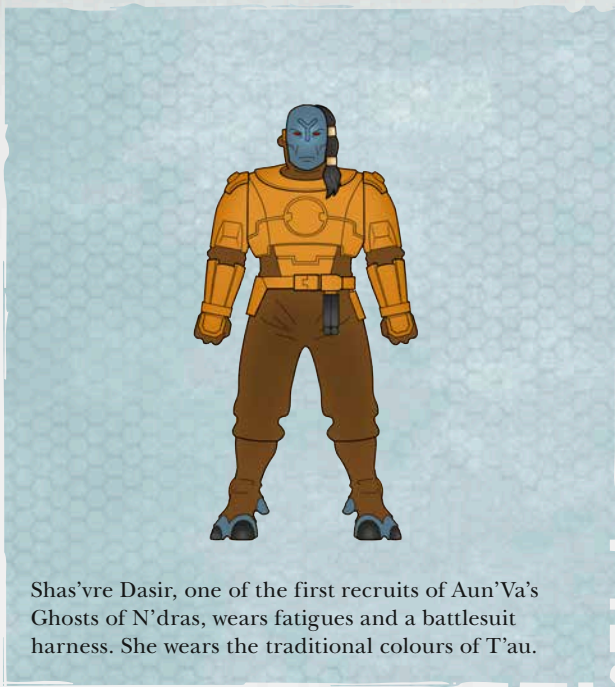 Shas’vre Dasir, one of the first recruits of Aun’Va’s
Ghosts of N’dras, wears fatigues and a battlesuit
harness. She wears the traditional colours of T’au.